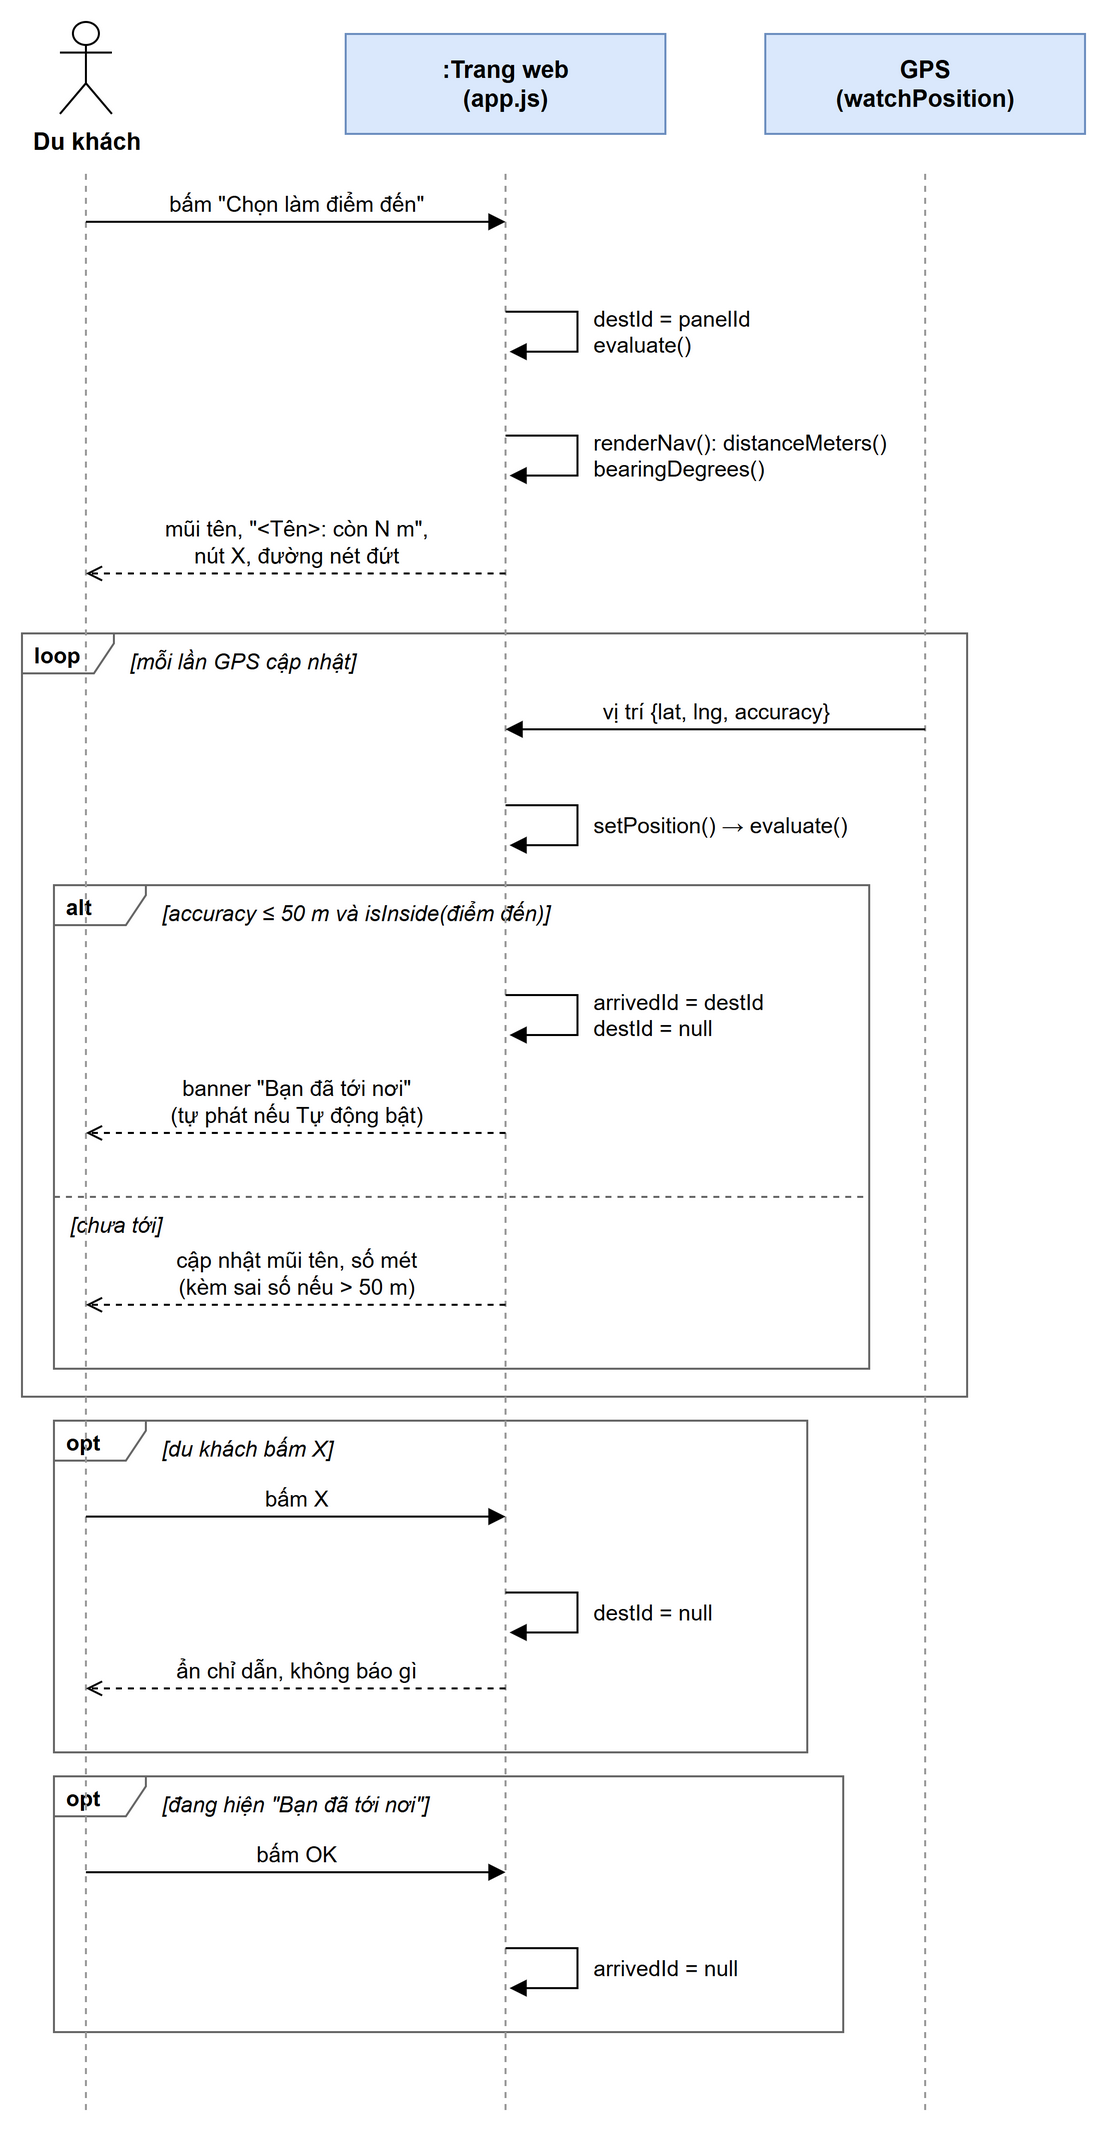 Du khách
:Trang web
(app.js)
GPS
(watchPosition)
bấm "Chọn làm điểm đến"
destId = panelId
evaluate()
renderNav(): distanceMeters()
bearingDegrees()
mũi tên, "<Tên>: còn N m",
nút X, đường nét đứt
loop
[mỗi lần GPS cập nhật]
vị trí {lat, lng, accuracy}
setPosition() → evaluate()
alt
[accuracy ≤ 50 m và isInside(điểm đến)]
arrivedId = destId
destId = null
banner "Bạn đã tới nơi"
(tự phát nếu Tự động bật)
[chưa tới]
cập nhật mũi tên, số mét
(kèm sai số nếu > 50 m)
opt
[du khách bấm X]
bấm X
destId = null
ẩn chỉ dẫn, không báo gì
opt
[đang hiện "Bạn đã tới nơi"]
bấm OK
arrivedId = null